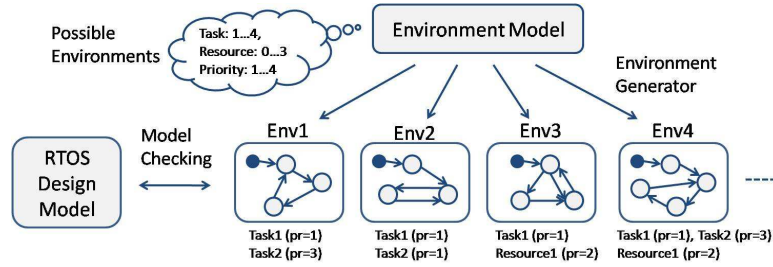 Possible
Environments
Task: 1...4,
Resource: 0...3
Priority: 1...4
Environment Model
Environment
Generator
Model
Checking
RTOS
Design
Model
Env1
Env2
Env3
Env4
Task1 (pr=1)
Task2 (pr=3)
Task1 (pr=1)
Task2 (pr=1)
Task1 (pr=1)
Resource1 (pr=2)
Task1 (pr=1}, Task2 (pr=3)
Resource1 (pr=2)